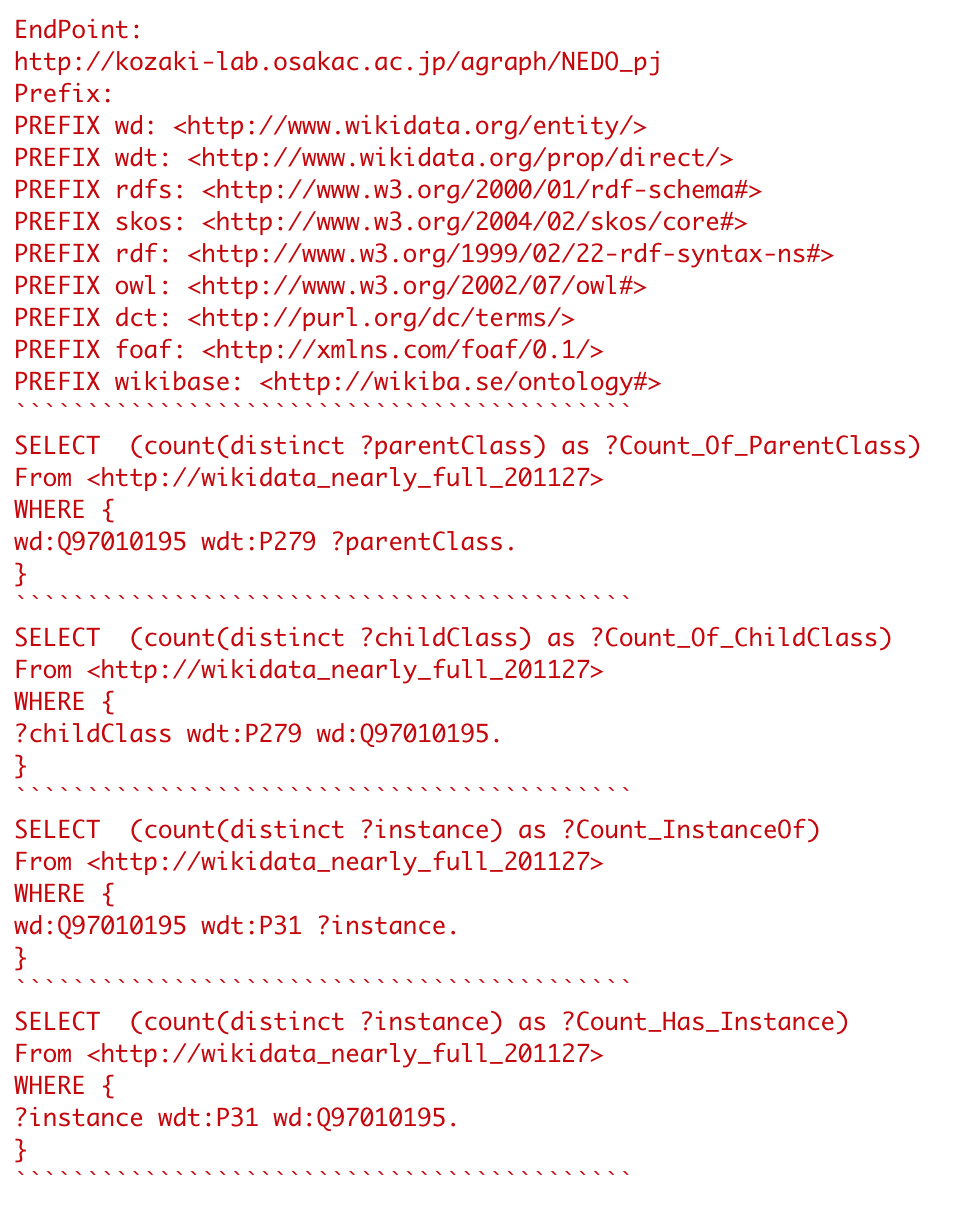 EndPoint:
http://kozaki-lab.osakac.ac.jp/agraph/NEDO_pj
Prefix:
PREFIX wd: <http://www.wikidata.org/entity/>
PREFIX wdt: <http://www.wikidata.org/prop/direct/>
PREFIX rdfs: <http://www.w3.org/2000/01/rdf-schema#>
PREFIX skos: <http://www.w3.org/2004/02/skos/core#>
PREFIX rdf: <http://www.w3.org/1999/02/22-rdf-syntax-ns#>
PREFIX owl: <http://www.w3.org/2002/07/owl#>
PREFIX dct: <http://purl.org/dc/terms/>
PREFIX foaf: <http://xmlns.com/foaf/0.1/>
PREFIX wikibase: <http://wikiba.se/ontology#>
```````````````````````````````````````````
SELECT  (count(distinct ?parentClass) as ?Count_Of_ParentClass)
From <http://wikidata_nearly_full_201127>
WHERE {
wd:Q97010195 wdt:P279 ?parentClass.
}
```````````````````````````````````````````
SELECT  (count(distinct ?childClass) as ?Count_Of_ChildClass)
From <http://wikidata_nearly_full_201127>
WHERE {
?childClass wdt:P279 wd:Q97010195.
}
```````````````````````````````````````````
SELECT  (count(distinct ?instance) as ?Count_InstanceOf)
From <http://wikidata_nearly_full_201127>
WHERE {
wd:Q97010195 wdt:P31 ?instance.
}
```````````````````````````````````````````
SELECT  (count(distinct ?instance) as ?Count_Has_Instance)
From <http://wikidata_nearly_full_201127>
WHERE {
?instance wdt:P31 wd:Q97010195.
}
```````````````````````````````````````````